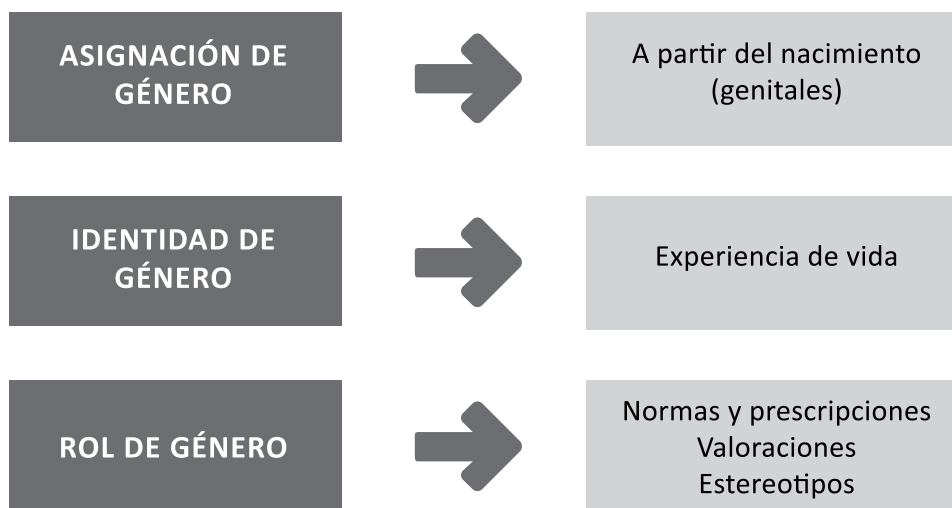 ASIGNACIÓN DE
GÉNERO
A partir del nacimiento
(genitales)
IDENTIDAD DE
GÉNERO
Experiencia de vida
ROL DE GÉNERO
Normas y prescripciones
Valoraciones
Estereotipos